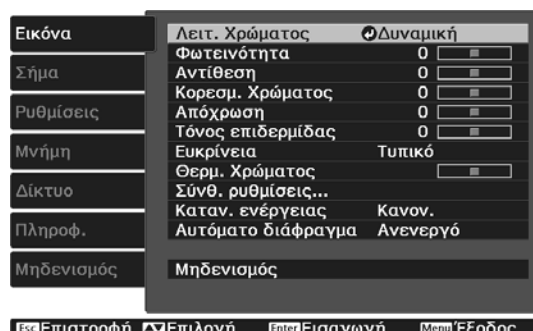 Εικόνα
Σήμα
Ρυθμίσεις
Μνήμη
Δίκτυο
Πληροφ.
Μηδενισμός
Λειτ. Χρώματος Δυναμική
Φωτεινότητα 0
Αντίθεση 0
Κορεσμ. Χρώματος 0
Απόχρωση 0
Τόνος επιδερμίδας 0
Ευκρίνεια Τυπικό
Θερμ. Χρώματος
Σύνθ. ρυθμίσεις...
Καταν. ενέργειας Κανον.
Αυτόματο διάφραγμα Ανενεργό
Μηδενισμός
Esc Επιστροφή Επιλογή Enter Εισαγωγή Menu Έξοδος